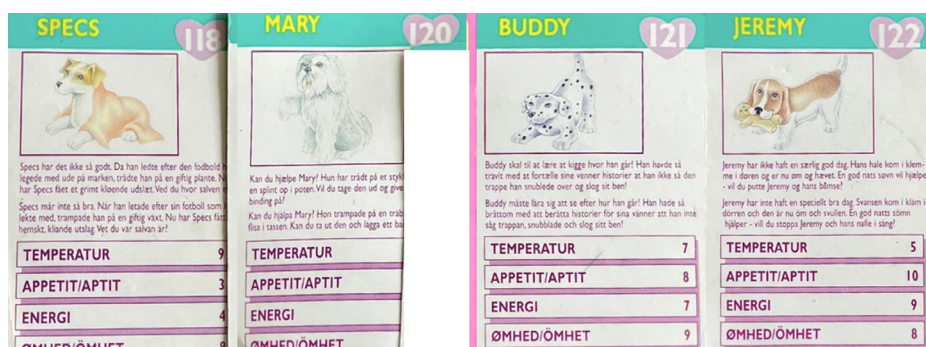 SPECS
118
Specs har det ikke så godt. Da han ledte efter den fodbold h
legede med ude på marken, trådte han på en giftig plante. N
har Specs fået et grimt kløende udslæt. Ved du hvor salven e
Specs mår inte så bra. När han letade efter sin fotboll som h
lekte med, trampade han på en giftig växt. Nu har Specs fått
hemskt, kliande utslag. Vet du var salvan är?
TEMPERATUR 9
APPETIT/APTIT 3
ENERGI 4
ØMHED/ÖMHET
MARY
120
Kan du hjælpe Mary? Hun har trådt på et styk
en splint op i poten. Vil du tage den ud og give
binding?
Kan du hjälpa Mary? Hon trampade på en träb
flisa i tassen. Kan du ta ut den och lägga ett ba
TEMPERATUR
APPETIT/APTIT
ENERGI
ØMHED/ÖMHET
BUDDY
121
Buddy skal til at lære at kigge hvor han går! Han havde så
travlt med at fortælle sine venner historier at han ikke så den
trappe han snublede over og slog sit ben!
Buddy måste lära sig att se efter hur han går! Han hade så
bråttom med att berätta historier för sina vänner att han inte
såg trappan, snubblade och slog sitt ben!
TEMPERATUR 7
APPETIT/APTIT 8
ENERGI 7
ØMHED/ÖMHET 9
JEREMY
122
Jeremy har ikke haft en særlig god dag. Hans hale kom i klem-
me i døren og er nu øm og hævet. En god nats søvn vil hjælpe
- vil du putte Jeremy og hans bamse?
Jeremy har inte haft en speciellt bra dag. Svansen kom i kläm i
dörren och den är nu öm och svullen. En god natts sömn
hjälper - vill du stoppa Jeremy och hans nalle i säng?
TEMPERATUR 5
APPETIT/APTIT 10
ENERGI 9
ØMHED/ÖMHET 8